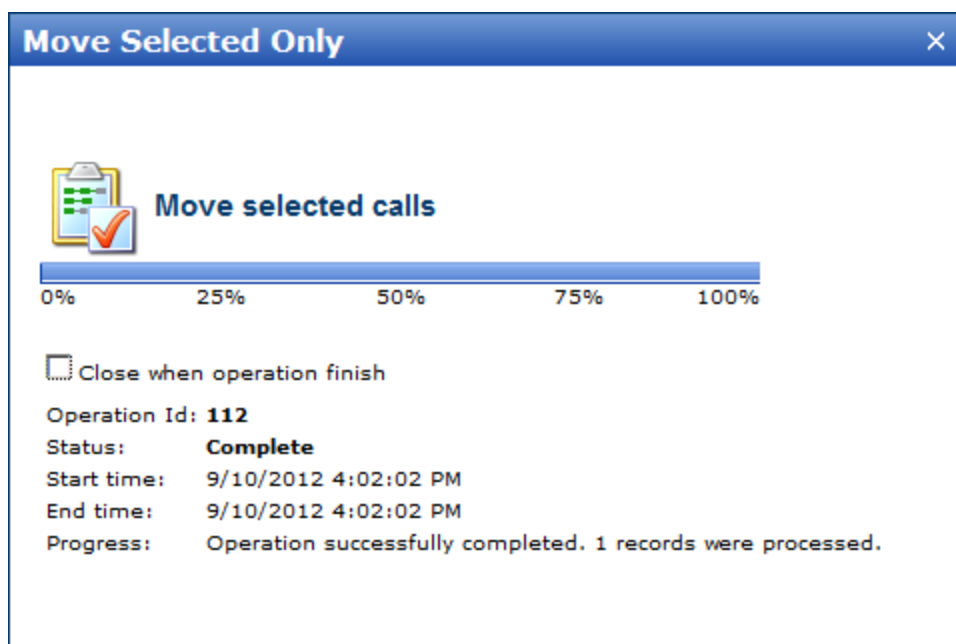 Move Selected Only
Move selected calls
0% 25% 50% 75% 100%
Close when operation finish
Operation Id: 112
Status: Complete
Start time: 9/10/2012 4:02:02 PM
End time: 9/10/2012 4:02:02 PM
Progress: Operation successfully completed. 1 records were processed.